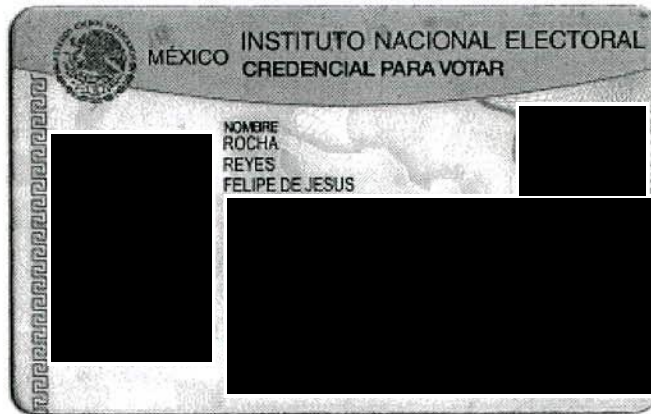 MÉXICO
INSTITUTO NACIONAL ELECTORAL
CREDENCIAL PARA VOTAR
NOMBRE
ROCHA
REYES
FELIPE DE JESUS